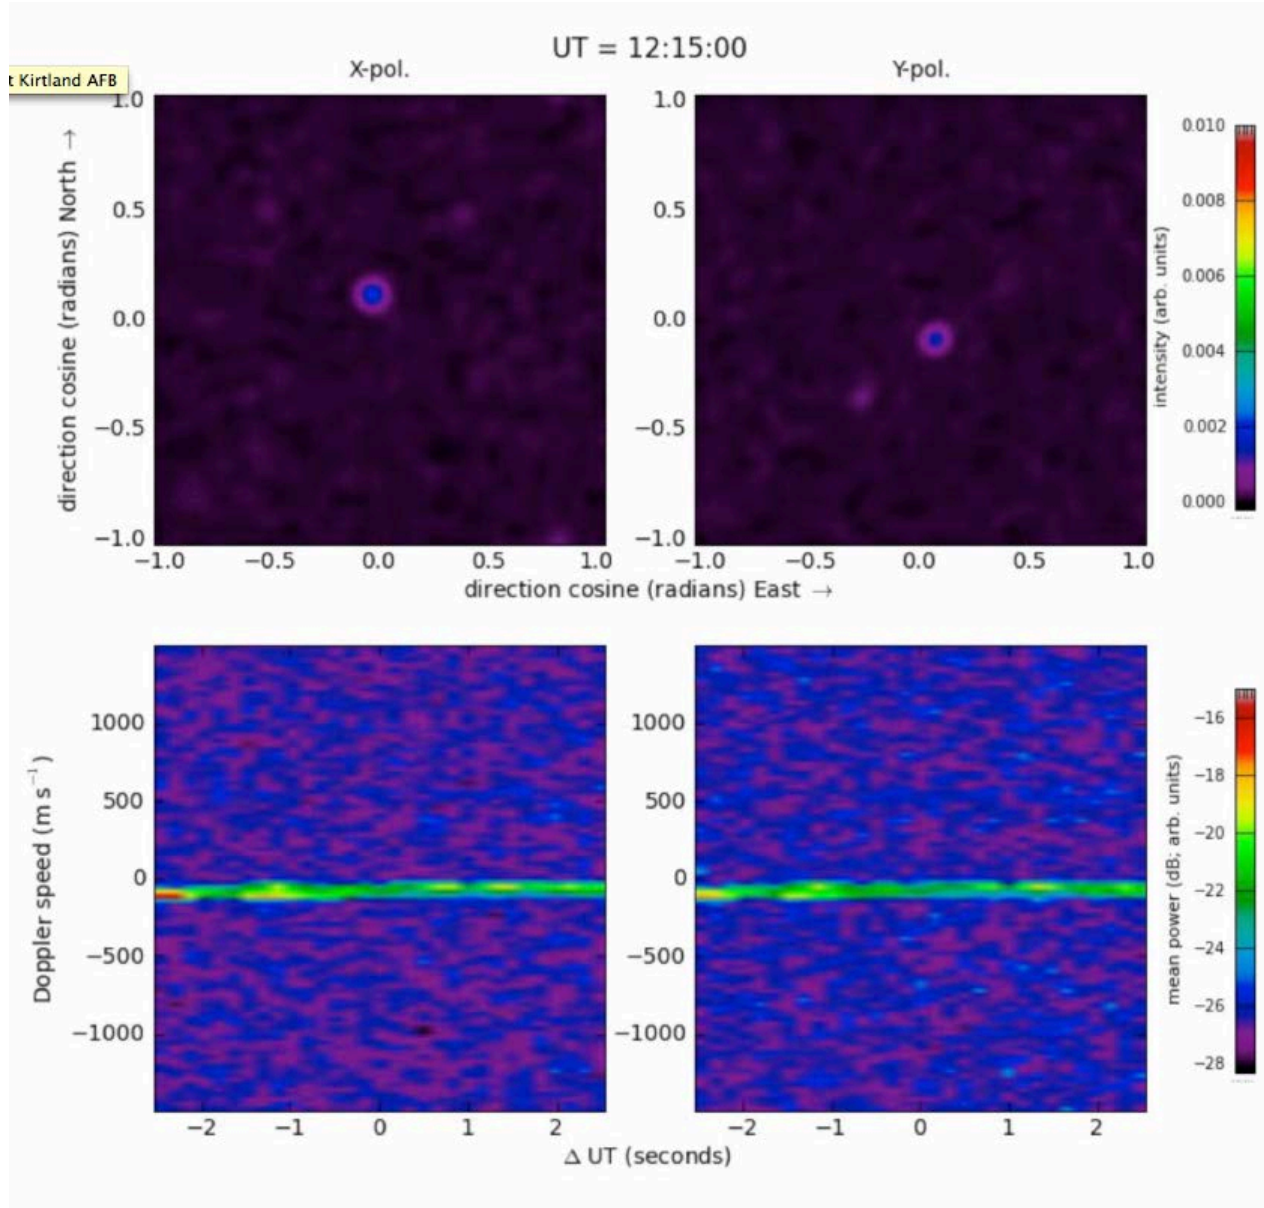 UT = 12:15:00
X-pol.
Y-pol.
t Kirtland AFB
direction cosine (radians) North →
1.0
0.5
0.0
−0.5
−1.0
−1.0 −0.5 0.0 0.5 1.0
1.0
0.5
0.0
−0.5
−1.0
−1.0 −0.5 0.0 0.5 1.0
direction cosine (radians) East →
intensity (arb. units)
0.010
0.008
0.006
0.004
0.002
0.000
Doppler speed (m s⁻¹)
1000
500
0
−500
−1000
−2 −1 0 1 2
1000
500
0
−500
−1000
−2 −1 0 1 2
Δ UT (seconds)
mean power (dB; arb. units)
−16
−18
−20
−22
−24
−26
−28